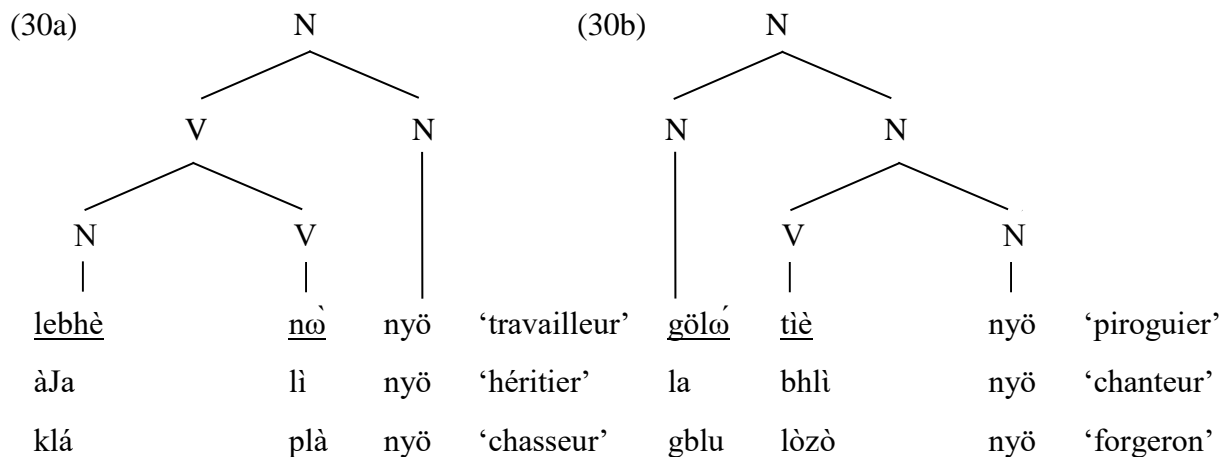 (30a) N (30b) N
V N N N
N V V N
lebhè nὼ nyö ‘travailleur’ gölώ tìè nyö ‘piroguier’
àJa lì nyö ‘héritier’ la bhlɩ̀ nyö ‘chanteur’
klá plà nyö ‘chasseur’ gblu lòzò nyö ‘forgeron’